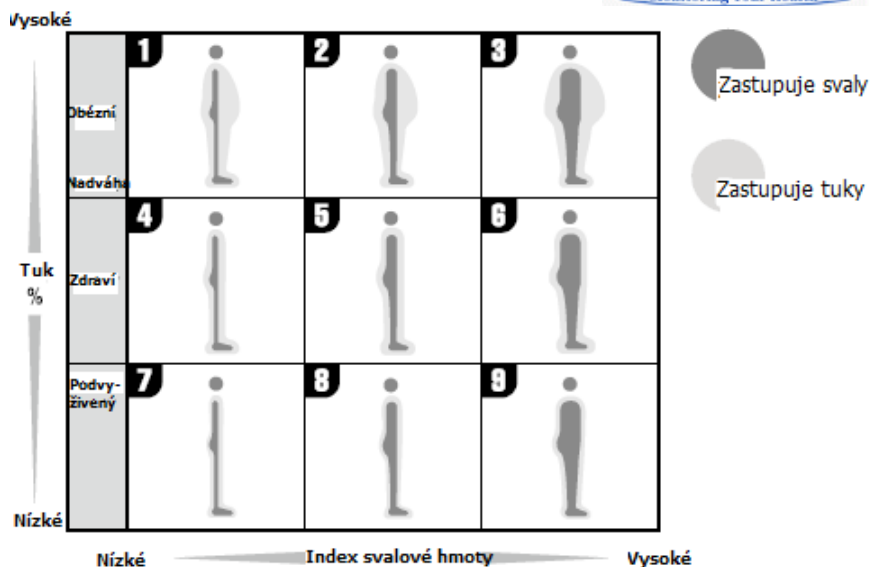 Vysoké
1
2
3
Obézní
Nadváha
Zastupuje svaly
Zastupuje tuky
4
5
6
Tuk
%
Zdraví
7
8
9
Podvy-
živený
Nízké
Nízké
Index svalové hmoty
Vysoké